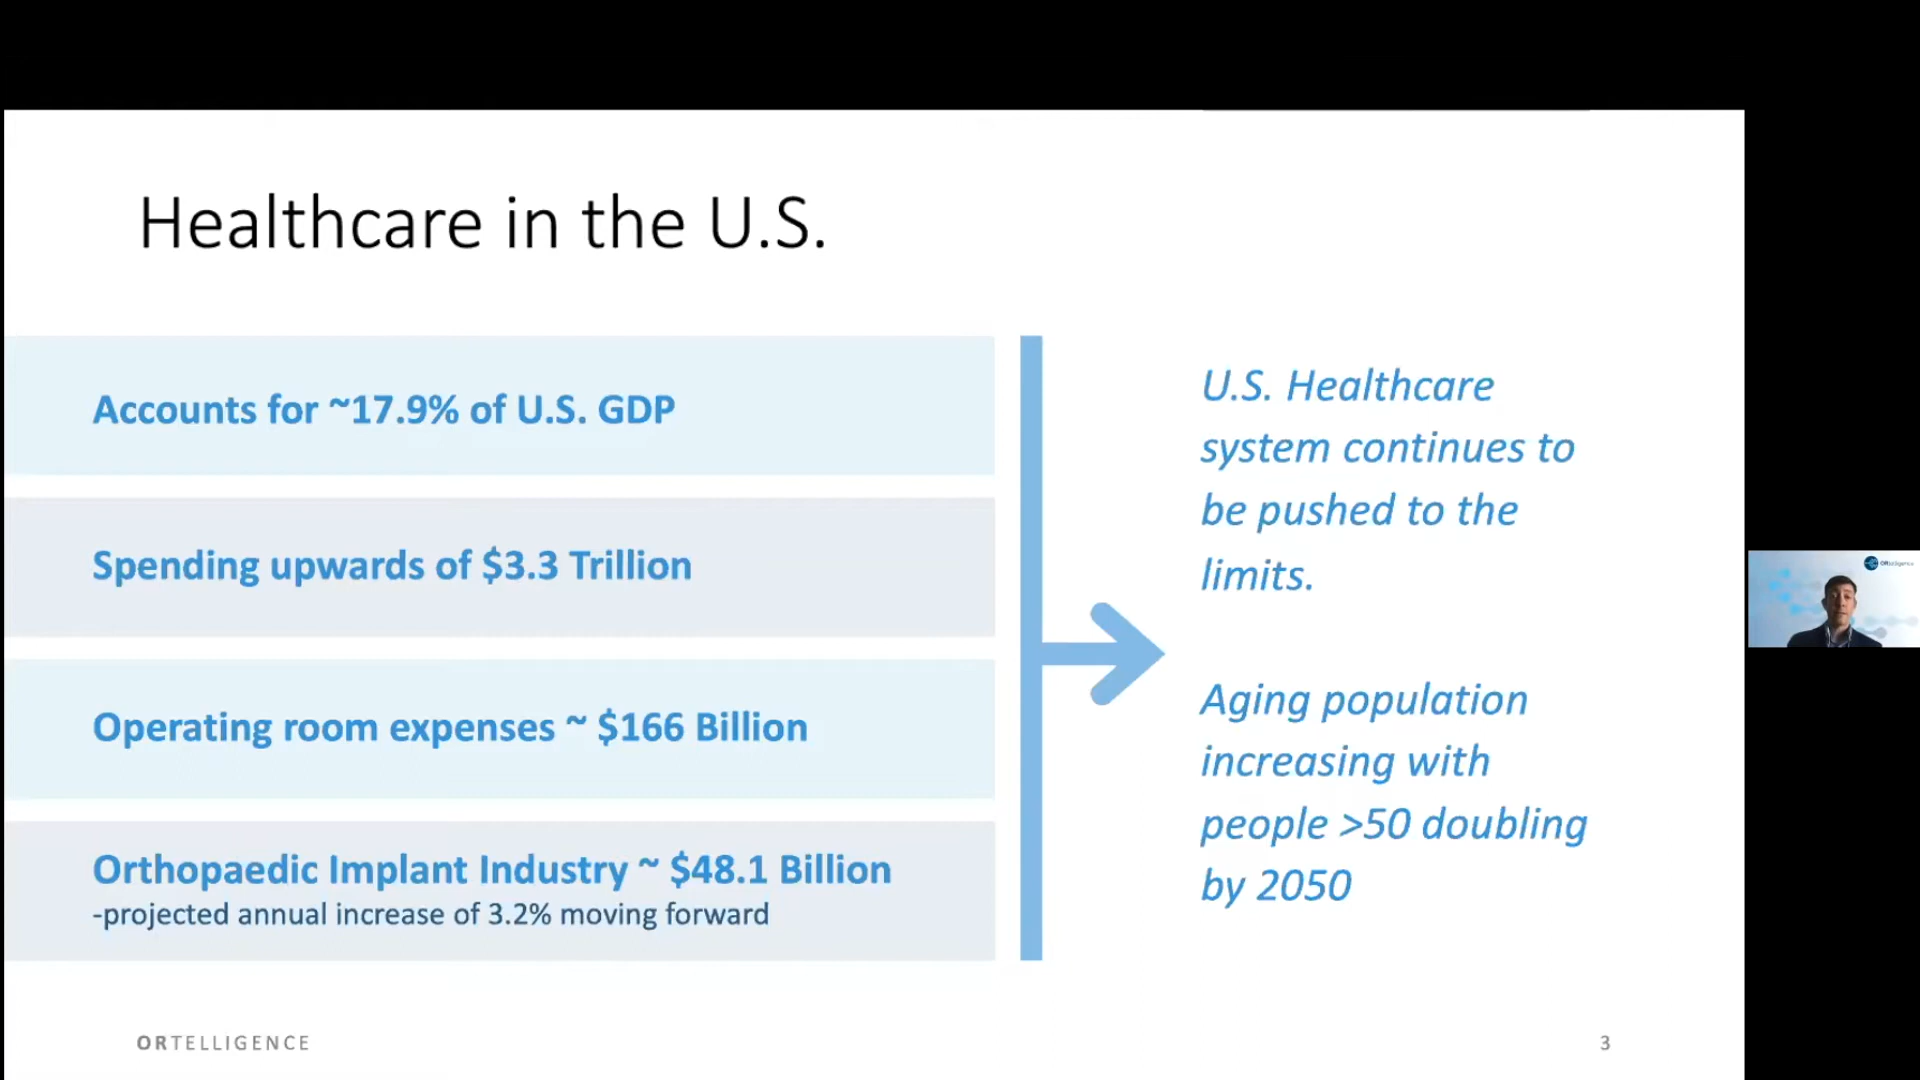 Healthcare in the U.S.
Accounts for ~17.9% of U.S. GDP
Spending upwards of $3.3 Trillion
Operating room expenses ~ $166 Billion
Orthopaedic Implant Industry ~ $48.1 Billion
-projected annual increase of 3.2% moving forward
U.S. Healthcare
system continues to
be pushed to the
limits.
Aging population
increasing with
people >50 doubling
by 2050
ORtelligence
ORTELLIGENCE
3